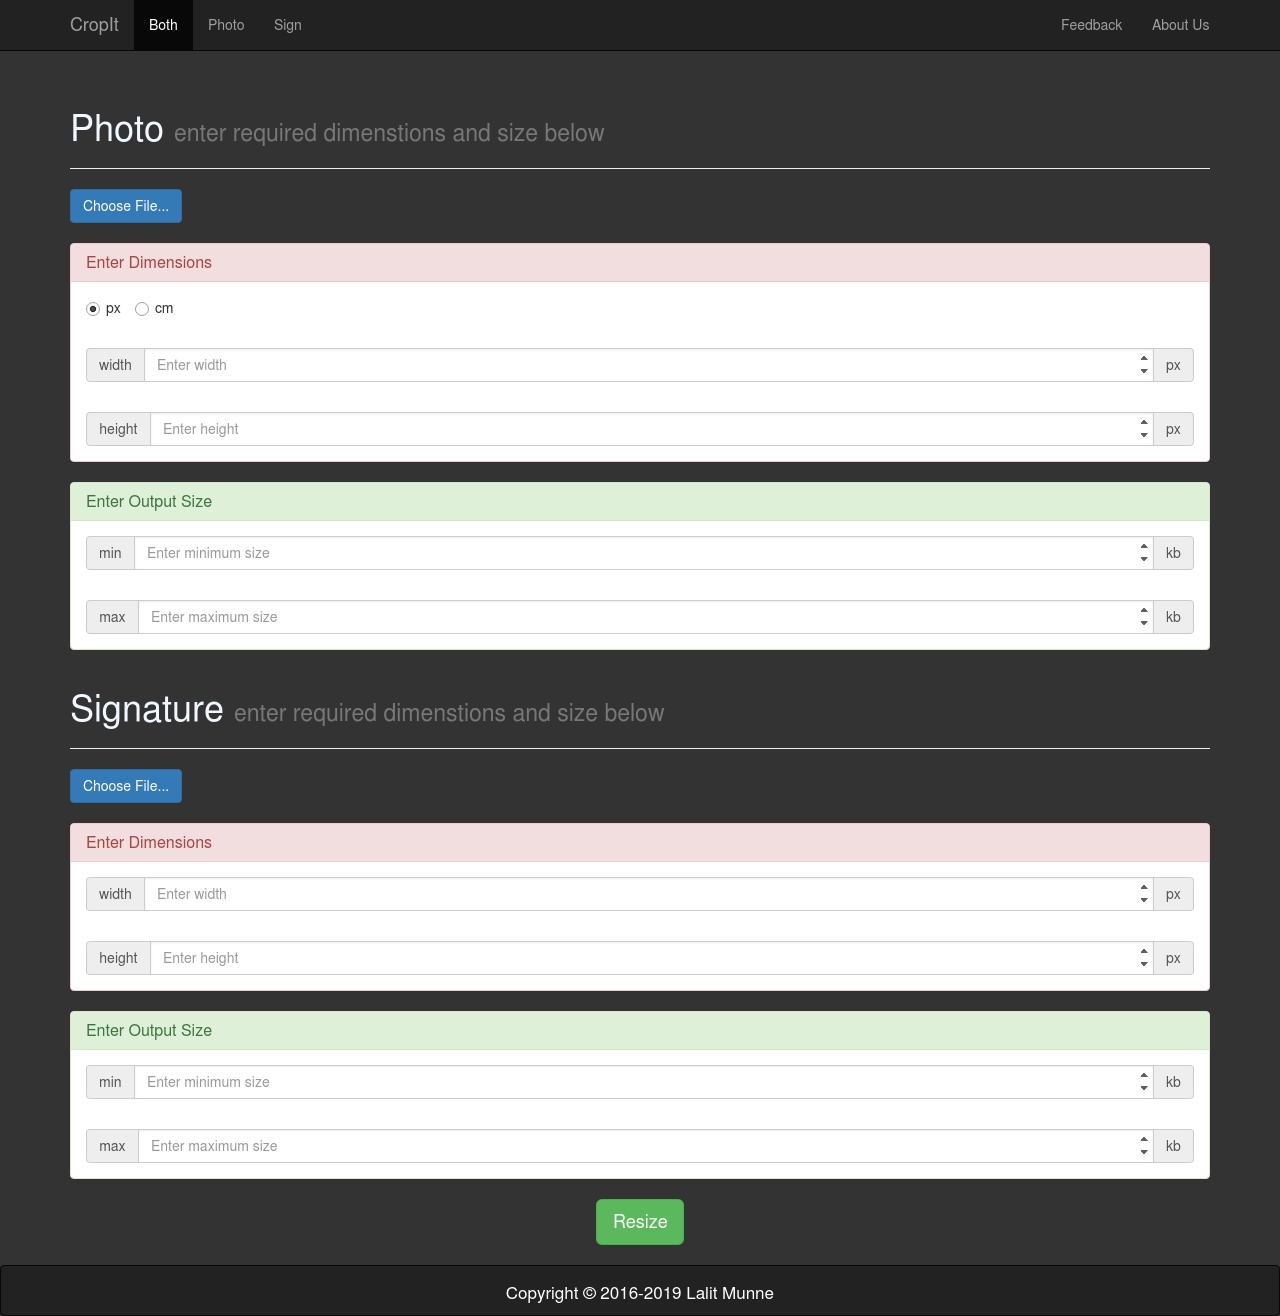 CropIt Both Photo Sign Feedback About Us
Photo enter required dimenstions and size below
Choose File...
Enter Dimensions
px cm
width Enter width px
height Enter height px
Enter Output Size
min Enter minimum size kb
max Enter maximum size kb
Signature enter required dimenstions and size below
Choose File...
Enter Dimensions
width Enter width px
height Enter height px
Enter Output Size
min Enter minimum size kb
max Enter maximum size kb
Resize
Copyright © 2016-2019 Lalit Munne